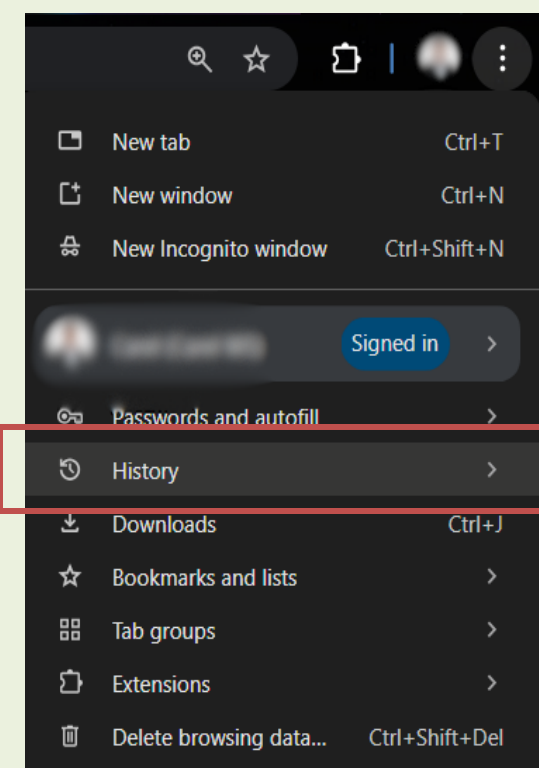 New tab Ctrl+T
New window Ctrl+N
New Incognito window Ctrl+Shift+N
Signed in
Passwords and autofill
History
Downloads Ctrl+J
Bookmarks and lists
Tab groups
Extensions
Delete browsing data... Ctrl+Shift+Del